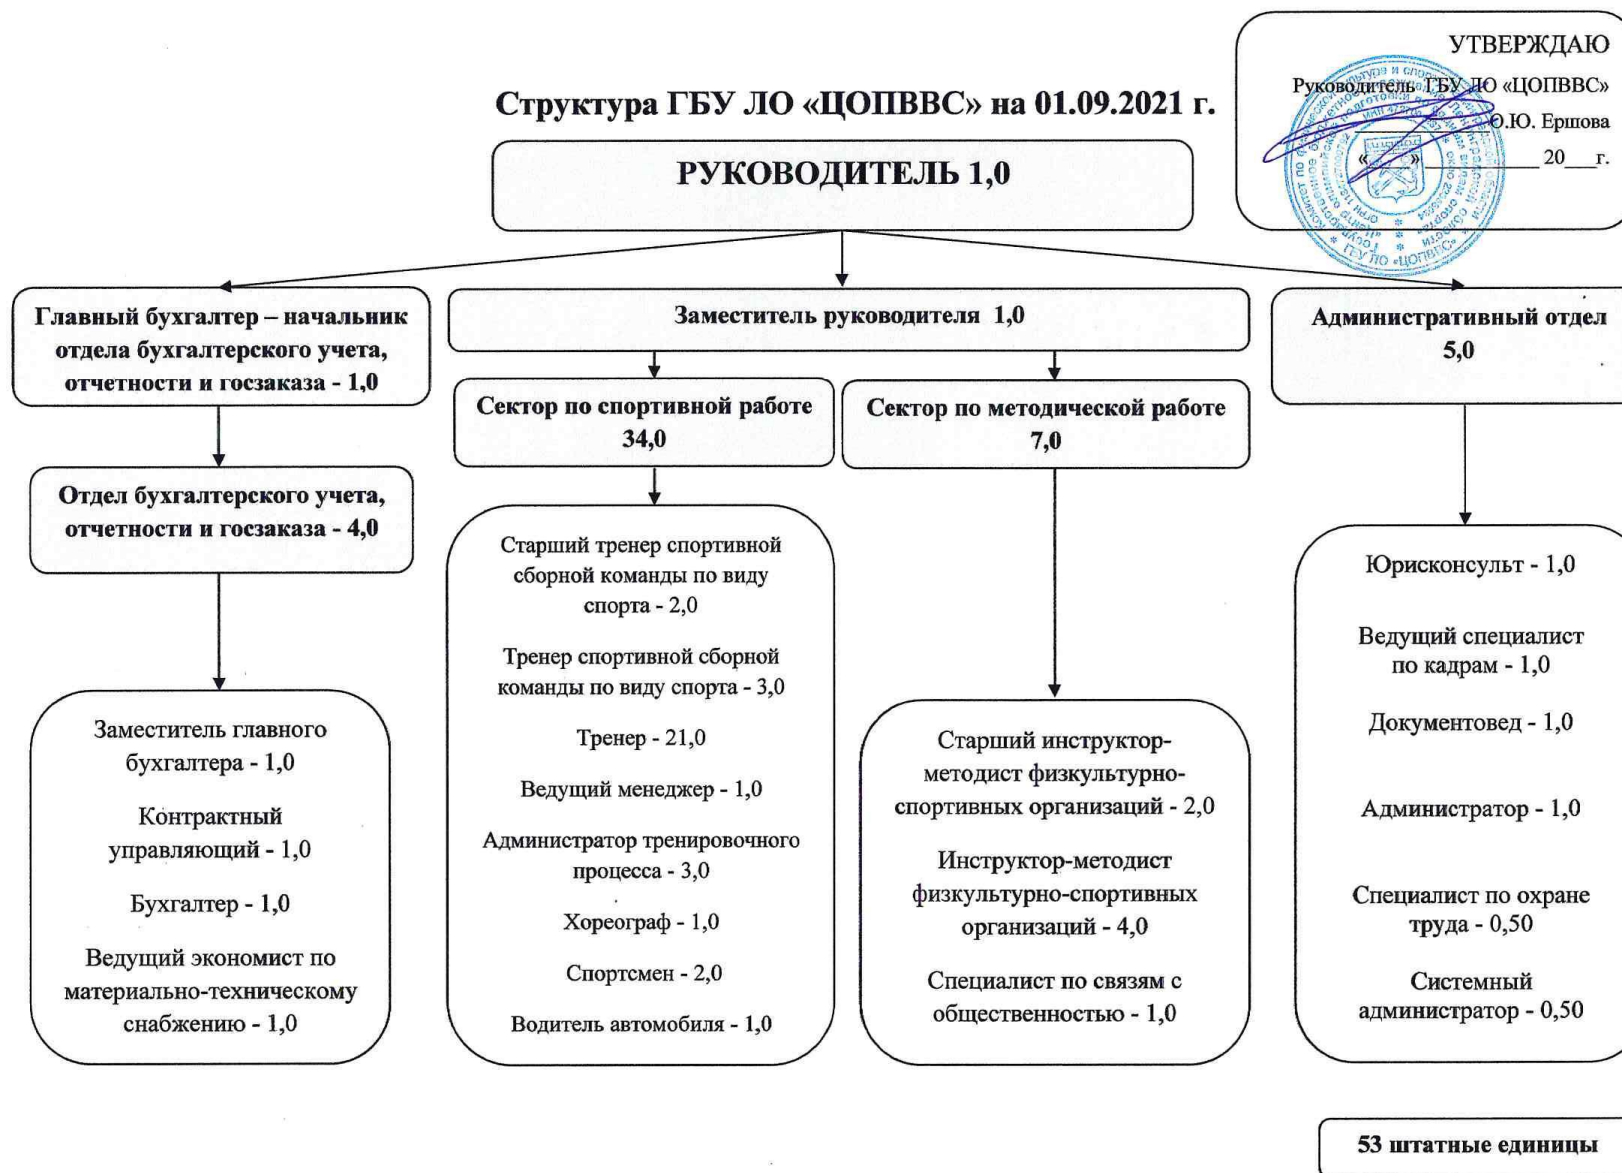 УТВЕРЖДАЮ
Руководитель ГБУ ЛО «ЦОПВВС»
О.Ю. Ершова
«___»____________ 20___г.
Структура ГБУ ЛО «ЦОПВВС» на 01.09.2021 г.
РУКОВОДИТЕЛЬ 1,0
Главный бухгалтер – начальник
отдела бухгалтерского учета,
отчетности и госзаказа - 1,0
Отдел бухгалтерского учета,
отчетности и госзаказа - 4,0
Заместитель главного
бухгалтера - 1,0
Контрактный
управляющий - 1,0
Бухгалтер - 1,0
Ведущий экономист по
материально-техническому
снабжению - 1,0
Заместитель руководителя 1,0
Сектор по спортивной работе
34,0
Старший тренер спортивной
сборной команды по виду
спорта - 2,0
Тренер спортивной сборной
команды по виду спорта - 3,0
Тренер - 21,0
Ведущий менеджер - 1,0
Администратор тренировочного
процесса - 3,0
Хореограф - 1,0
Спортсмен - 2,0
Водитель автомобиля - 1,0
Сектор по методической работе
7,0
Старший инструктор-
методист физкультурно-
спортивных организаций - 2,0
Инструктор-методист
физкультурно-спортивных
организаций - 4,0
Специалист по связям с
общественностью - 1,0
Административный отдел
5,0
Юрисконсульт - 1,0
Ведущий специалист
по кадрам - 1,0
Документовед - 1,0
Администратор - 1,0
Специалист по охране
труда - 0,50
Системный
администратор - 0,50
53 штатные единицы
ГБУ ЛО «ЦОПВВС»